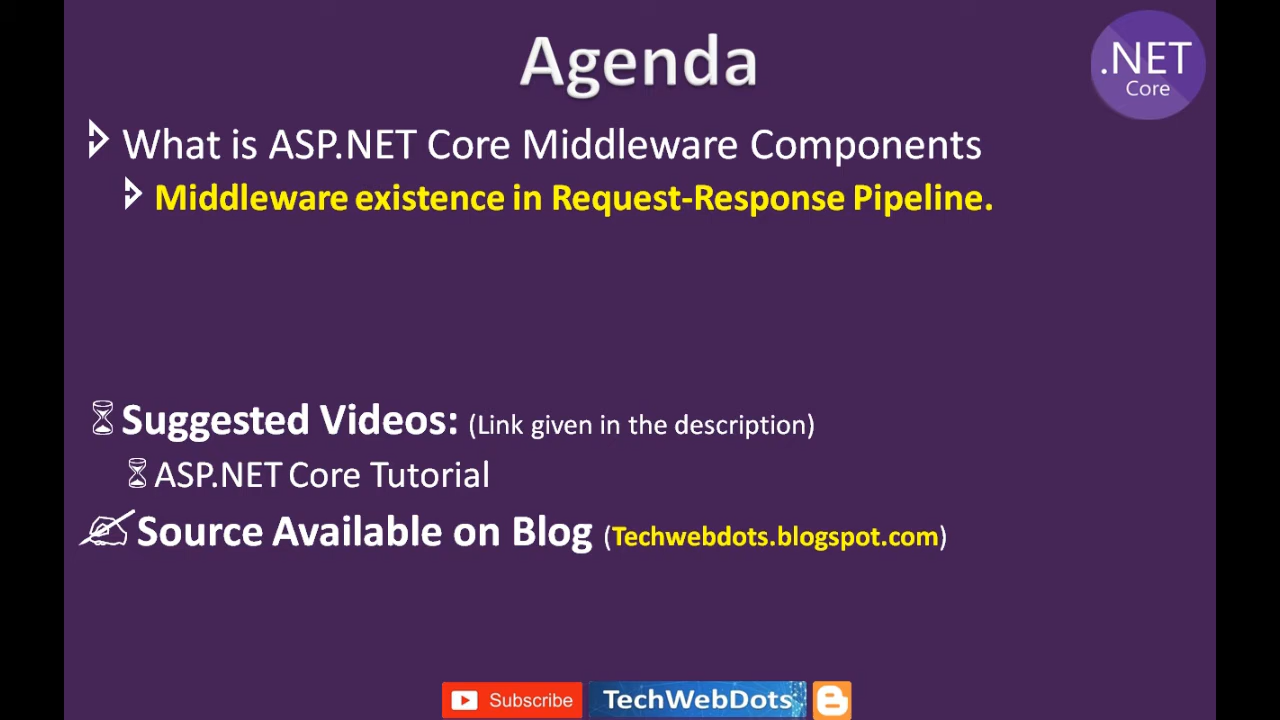 Agenda
.NET
Core
What is ASP.NET Core Middleware Components
Middleware existence in Request-Response Pipeline.
Suggested Videos: (Link given in the description)
ASP.NET Core Tutorial
Source Available on Blog (Techwebdots.blogspot.com)
Subscribe
TechWebDots